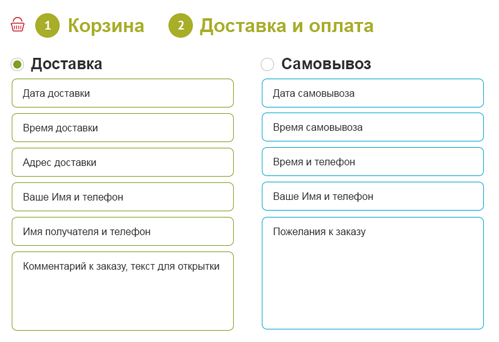 1 Корзина 2 Доставка и оплата
Доставка
Дата доставки
Время доставки
Адрес доставки
Ваше Имя и телефон
Имя получателя и телефон
Комментарий к заказу, текст для открытки
Самовывоз
Дата самовывоза
Время самовывоза
Время и телефон
Ваше Имя и телефон
Пожелания к заказу